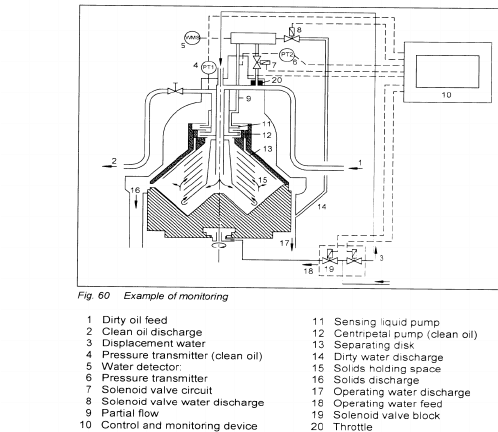 8
WMS
5
PT2
6
4
PT1
7
20
10
9
11
12
13
2
1
15
16
14
17
18
19
3
Fig. 60 Example of monitoring
1 Dirty oil feed
2 Clean oil discharge
3 Displacement water
4 Pressure transmitter (clean oil)
5 Water detector:
6 Pressure transmitter
7 Solenoid valve circuit
8 Solenoid valve water discharge
9 Partial flow
10 Control and monitoring device
11 Sensing liquid pump
12 Centripetal pump (clean oil)
13 Separating disk
14 Dirty water discharge
15 Solids holding space
16 Solids discharge
17 Operating water discharge
18 Operating water feed
19 Solenoid valve block
20 Throttle